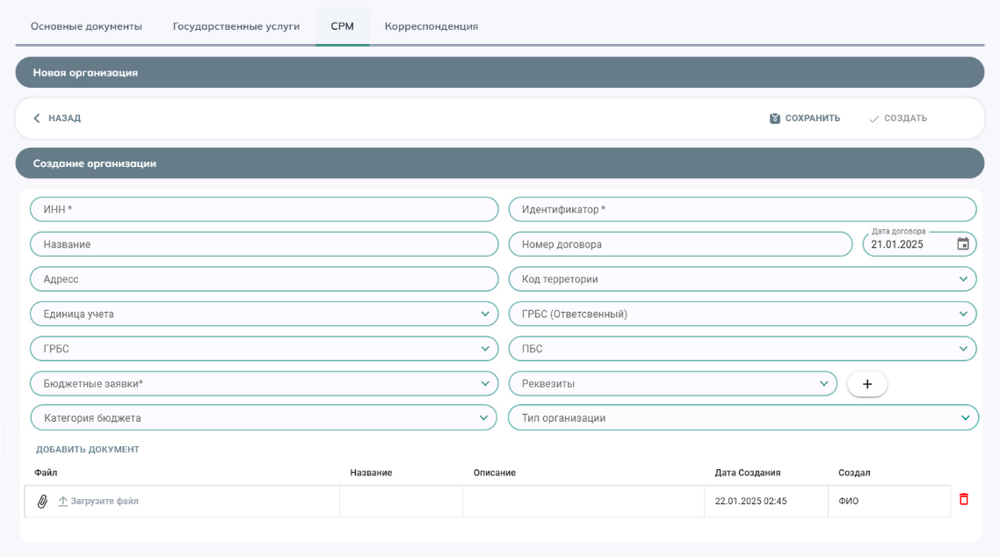 Основные документы Государственные услуги СРМ Корреспонденция
Новая организация
НАЗАД СОХРАНИТЬ СОЗДАТЬ
Создание организации
ИНН * Идентификатор *
Дата договора
Название Номер договора 21.01.2025
Адресс Код терретории
Единица учета ГРБС (Ответсвенный)
ГРБС ПБС
Бюджетные заявки* Реквезиты +
Категория бюджета Тип организации
ДОБАВИТЬ ДОКУМЕНТ
Файл Название Описание Дата Создания Создал
Загрузите файл 22.01.2025 02:45 ФИО